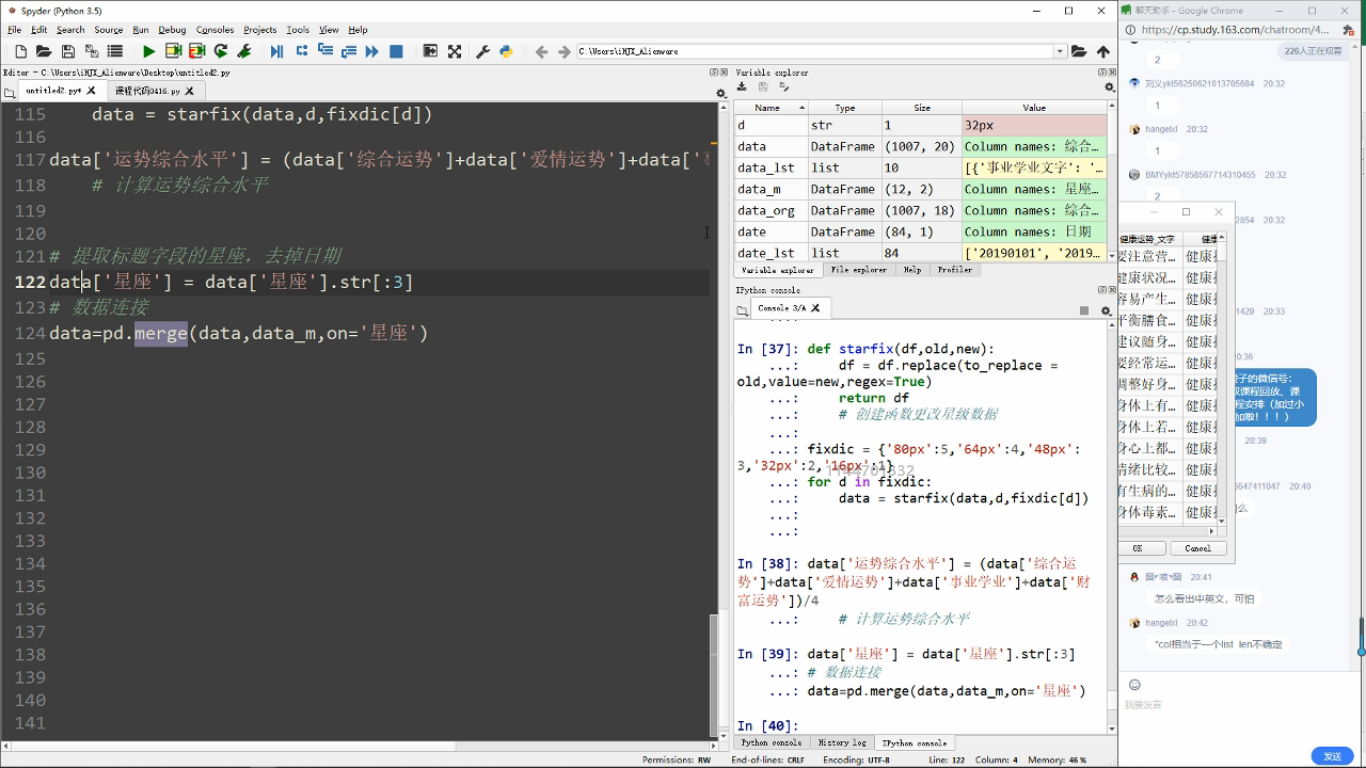 Spyder (Python 3.5)
File Edit Search Source Run Debug Consoles Projects Tools View Help
C:\Users\iMJX_Alienware
Editor - C:\Users\iMJX_Alienware\Desktop\untitled2.py
untitled2.py* 课程代码0416.py
115 data = starfix(data,d,fixdic[d])
116
117 data['运势综合水平'] = (data['综合运势']+data['爱情运势']+data['事
118 # 计算运势综合水平
119
120
121 # 提取标题字段的星座，去掉日期
122 data['星座'] = data['星座'].str[:3]
123 # 数据连接
124 data=pd.merge(data,data_m,on='星座')
125
126
127
128
129
130
131
132
133
134
135
136
137
138
139
140
141
Variable explorer
Name Type Size Value
d str 1 32px
data DataFrame (1007, 20) Column names: 综合…
data_lst list 10 [{'事业学业文字': '…
data_m DataFrame (12, 2) Column names: 星座…
data_org DataFrame (1007, 18) Column names: 综合…
date DataFrame (84, 1) Column names: 日期
date_lst list 84 ['20190101', '2019…
Variable explorer File explorer Help Profiler
IPython console
Console 3/A
In [37]: def starfix(df,old,new):
...: df = df.replace(to_replace =
old,value=new,regex=True)
...: return df
...: # 创建函数更改星级数据
...:
...: fixdic = {'80px':5,'64px':4,'48px':
3,'32px':2,'16px':1}
1144701332
...: for d in fixdic:
...: data = starfix(data,d,fixdic[d])
...:
...:
In [38]: data['运势综合水平'] = (data['综合运
势']+data['爱情运势']+data['事业学业']+data['财
富运势'])/4
...: # 计算运势综合水平
In [39]: data['星座'] = data['星座'].str[:3]
...: # 数据连接
...: data=pd.merge(data,data_m,on='星座')
In [40]:
Python console History log IPython console
Permissions: RW End-of-lines: CRLF Encoding: UTF-8 Line: 122 Column: 4 Memory: 46 %
聊天助手 - Google Chrome
https://cp.study.163.com/chatroom/4...
226人正在观看
2
刘义ykt5625062101370568​4 20:32
1
hangelxl 20:32
1
BMYykt57858567714310455 20:32
2
2854 20:32
健康运势_文字 健康
要注意营… 健康
健康状况… 健康
容易产生… 健康
平衡膳食… 健康
建议随身… 健康
要经常运… 健康
调整好身… 健康
身体上有… 健康
身体上若… 健康
身心上都… 健康
情绪比较… 健康
有生病的… 健康
身体毒素… 健康
OK Cancel
1429 20:33
0:36
子的微信号：
课程回放、课
程安排（加过小
加啦！！！）
20:39
6647411047 20:40
么
20:41
怎么看出中英文，可怕
hangelxl 20:42
*col相当于一个list len不确定
我要发言
发送